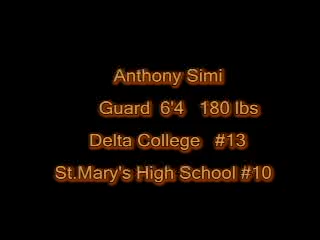 Anthony Simi
Guard 6'4 180 lbs
Delta College #13
St.Mary's High School #10